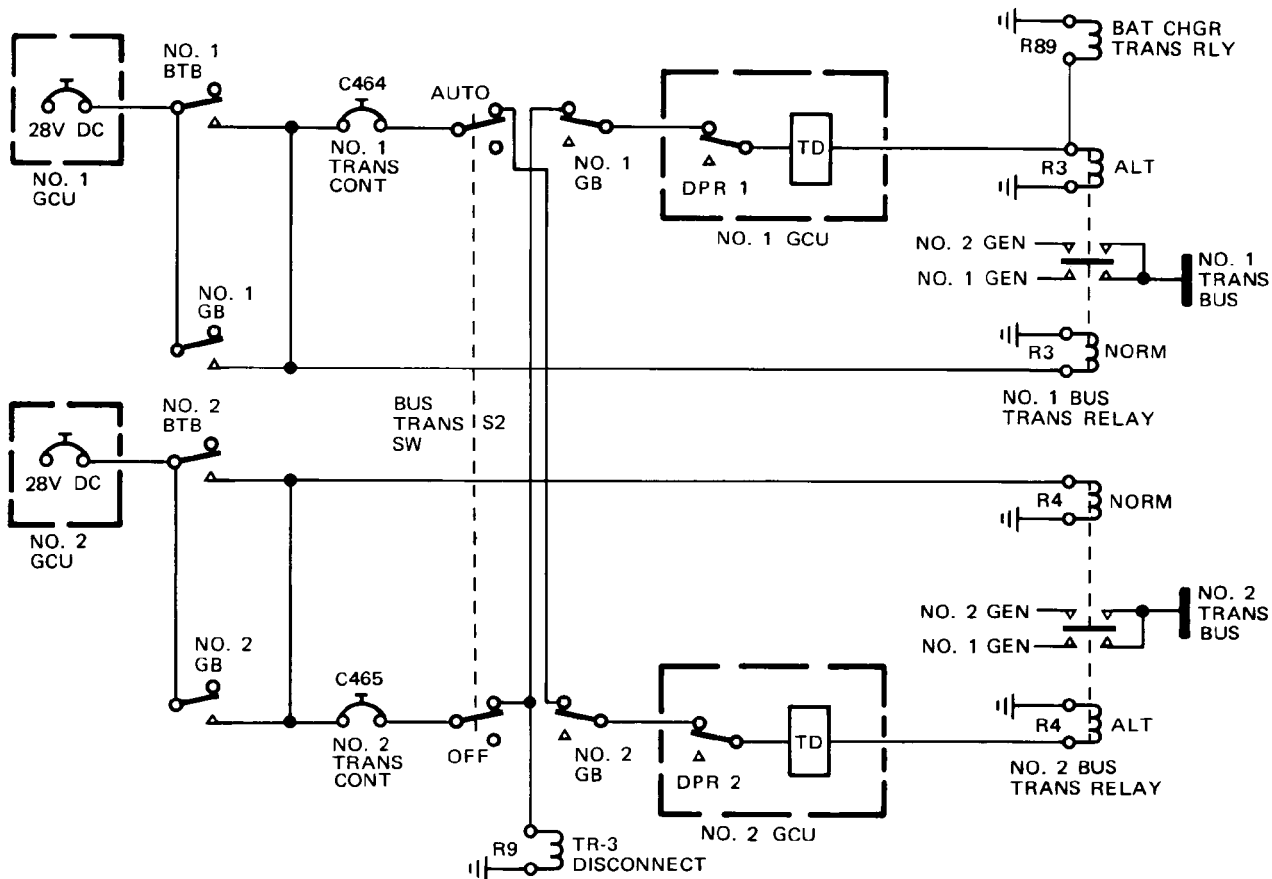 NO. 1
BTB
28V DC
NO. 1
GCU
C464
NO. 1
TRANS
CONT
AUTO
NO. 1
GB
DPR 1
TD
NO. 1 GCU
R89
BAT CHGR
TRANS RLY
R3
ALT
NO. 2 GEN
NO. 1 GEN
NO. 1
TRANS
BUS
NO. 1
GB
R3
NORM
NO. 1 BUS
TRANS RELAY
BUS
TRANS
SW
S2
NO. 2
BTB
28V DC
NO. 2
GCU
R4
NORM
NO. 2 GEN
NO. 1 GEN
NO. 2
TRANS
BUS
NO. 2
GB
C465
NO. 2
TRANS
CONT
OFF
NO. 2
GB
DPR 2
TD
NO. 2 GCU
R4
ALT
NO. 2 BUS
TRANS RELAY
R9
TR-3
DISCONNECT